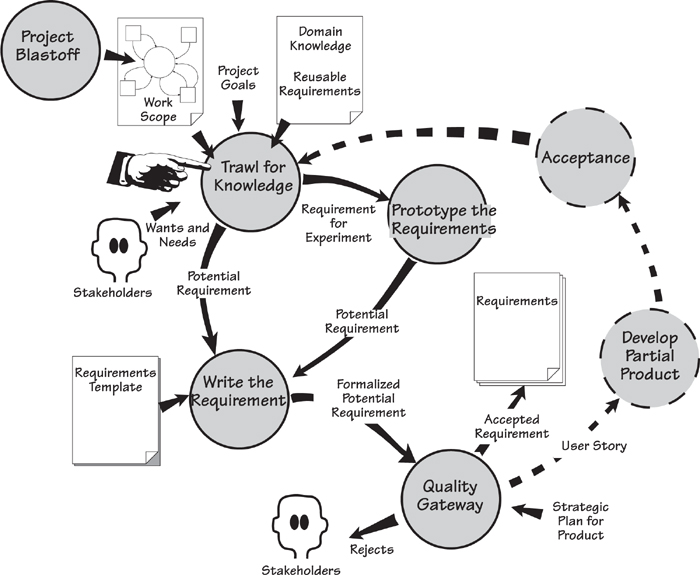 Project
Blastoff
Work
Scope
Project
Goals
Domain
Knowledge
Reusable
Requirements
Trawl for
Knowledge
Acceptance
Requirement
for
Experiment
Prototype the
Requirements
Wants and
Needs
Stakeholders
Potential
Requirement
Potential
Requirement
Requirements
Develop
Partial
Product
Requirements
Template
Write the
Requirement
Formalized
Potential
Requirement
Accepted
Requirement
User Story
Quality
Gateway
Strategic
Plan for
Product
Rejects
Stakeholders